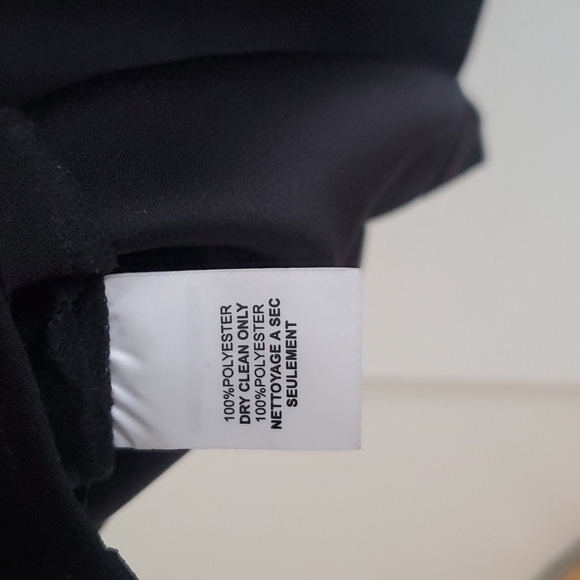 100%POLYESTER
DRY CLEAN ONLY
100%POLYESTER
NETTOYAGE A SEC
SEULEMENT